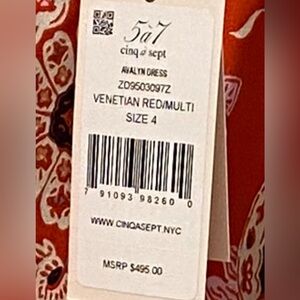 5à7
cinq à sept
AVALYN DRESS
ZD9503097Z
VENETIAN RED/MULTI
SIZE 4
7 91093 98260 0
WWW.CINQASEPT.NYC
MSRP $495.00